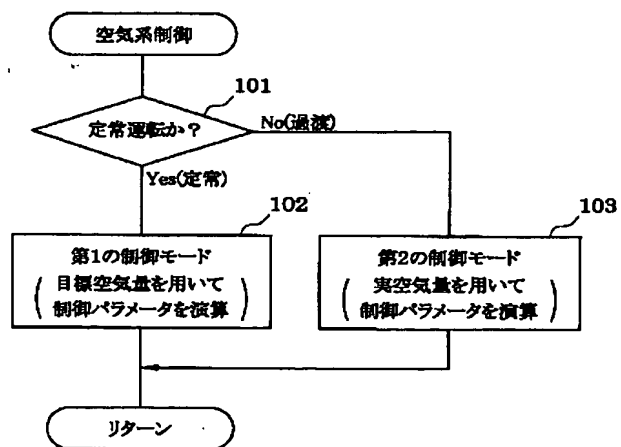 空気系制御
101
定常運転か？
No(過渡)
Yes(定常)
102
103
第1の制御モード
(目標空気量を用いて
制御パラメータを演算)
第2の制御モード
(実空気量を用いて
制御パラメータを演算)
リターン